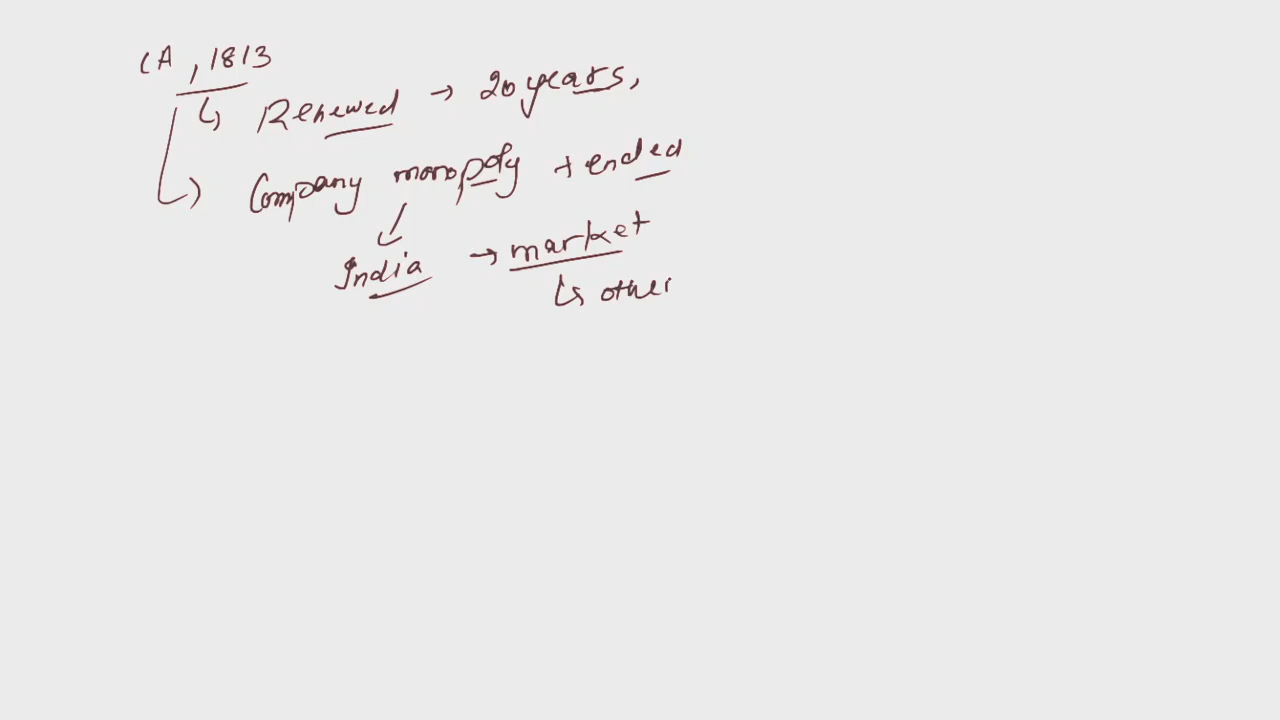 CA, 1813
↳ Renewed → 20 years,
↳ Company monopoly + ended
↙
India → market
↳ other